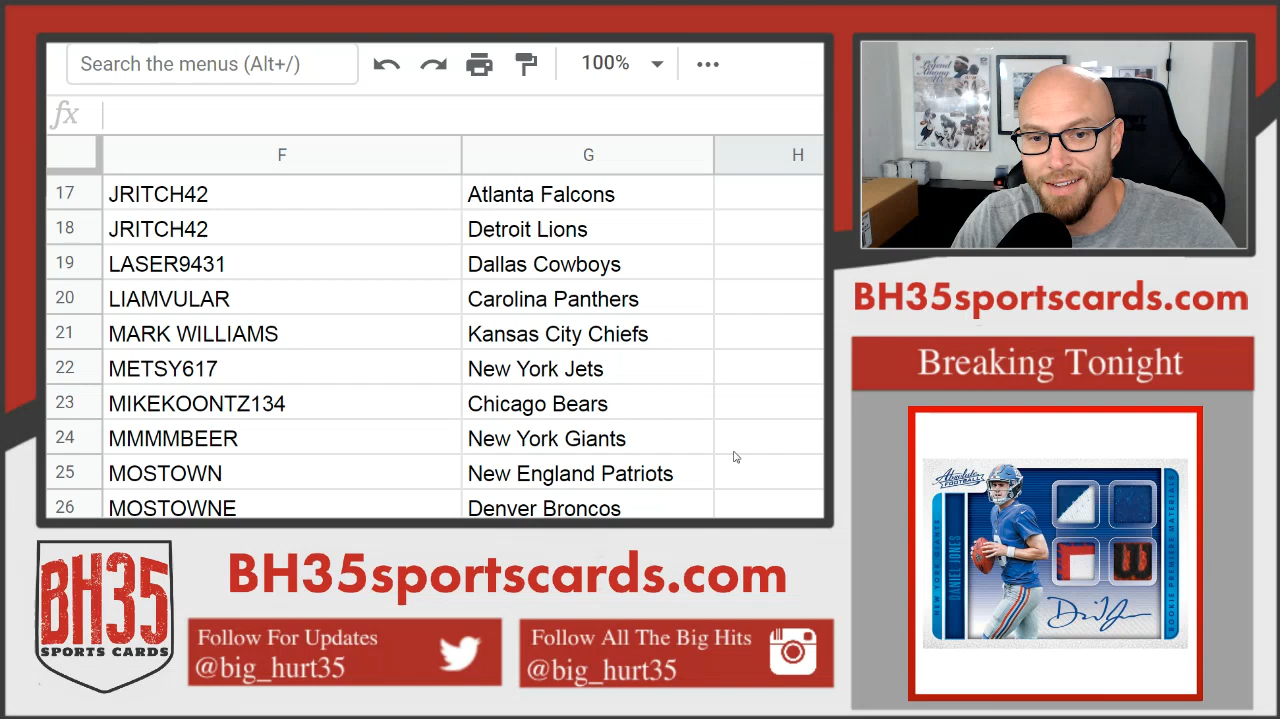 Search the menus (Alt+/)
100%
fx
F G H
17 JRITCH42 Atlanta Falcons
18 JRITCH42 Detroit Lions
19 LASER9431 Dallas Cowboys
20 LIAMVULAR Carolina Panthers
21 MARK WILLIAMS Kansas City Chiefs
22 METSY617 New York Jets
23 MIKEKOONTZ134 Chicago Bears
24 MMMMBEER New York Giants
25 MOSTOWN New England Patriots
26 MOSTOWNE Denver Broncos
BH35
SPORTS CARDS
BH35sportscards.com
Follow For Updates
@big_hurt35
Follow All The Big Hits
@big_hurt35
Legend
Among
BH35sportscards.com
Breaking Tonight
Absolute
FOOTBALL
NEW YORK GIANTS
DANIEL JONES
ROOKIE PREMIERE MATERIALS